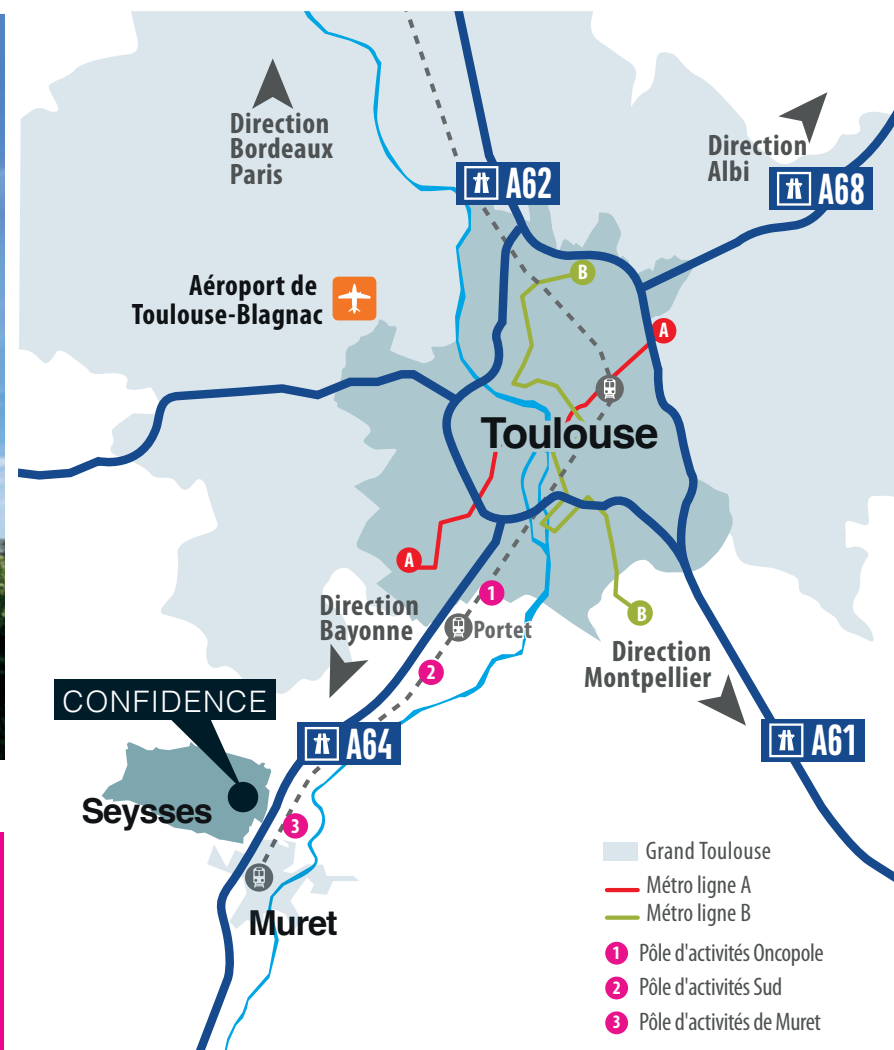 Direction
Bordeaux
Paris
A62
Direction
Albi
A68
Aéroport de
Toulouse-Blagnac
B
A
Toulouse
A
1
B
Direction
Bayonne
Portet
2
Direction
Montpellier
CONFIDENCE
A64
A61
Seysses
3
Muret
Grand Toulouse
Métro ligne A
Métro ligne B
1 Pôle d'activités Oncopole
2 Pôle d'activités Sud
3 Pôle d'activités de Muret